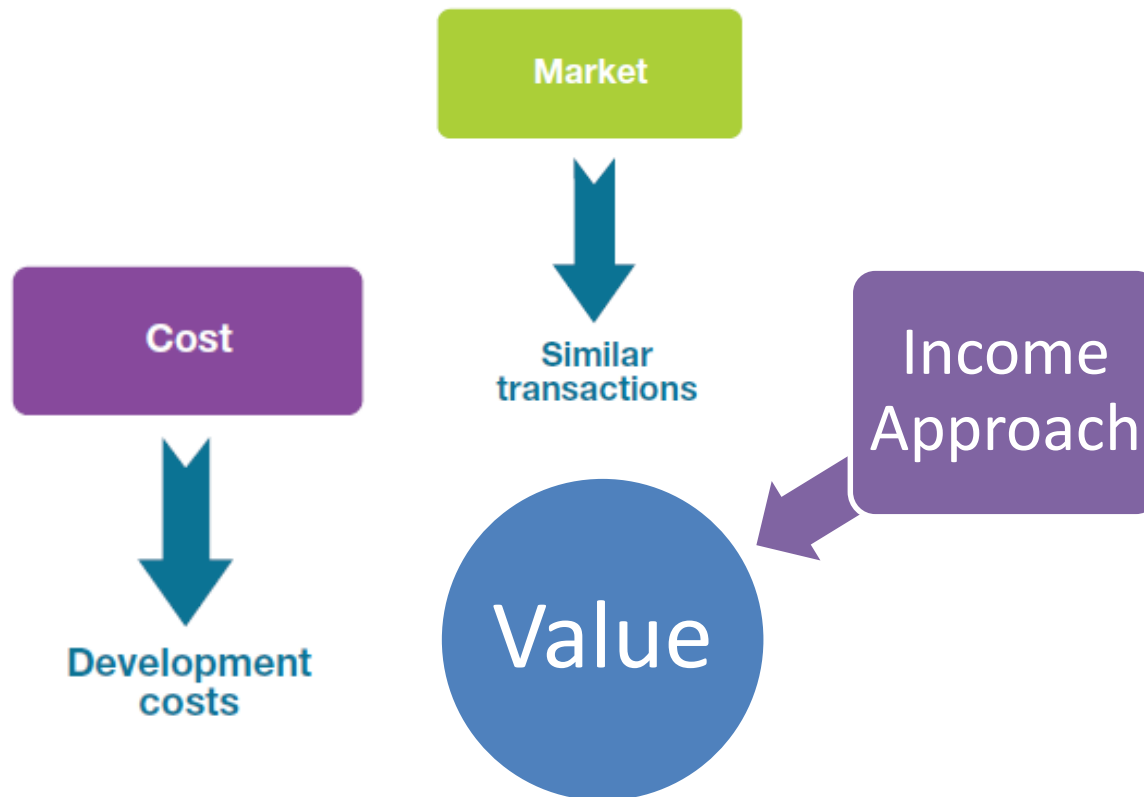 Market
Similar
transactions
Cost
Development
costs
Income
Approach
Value